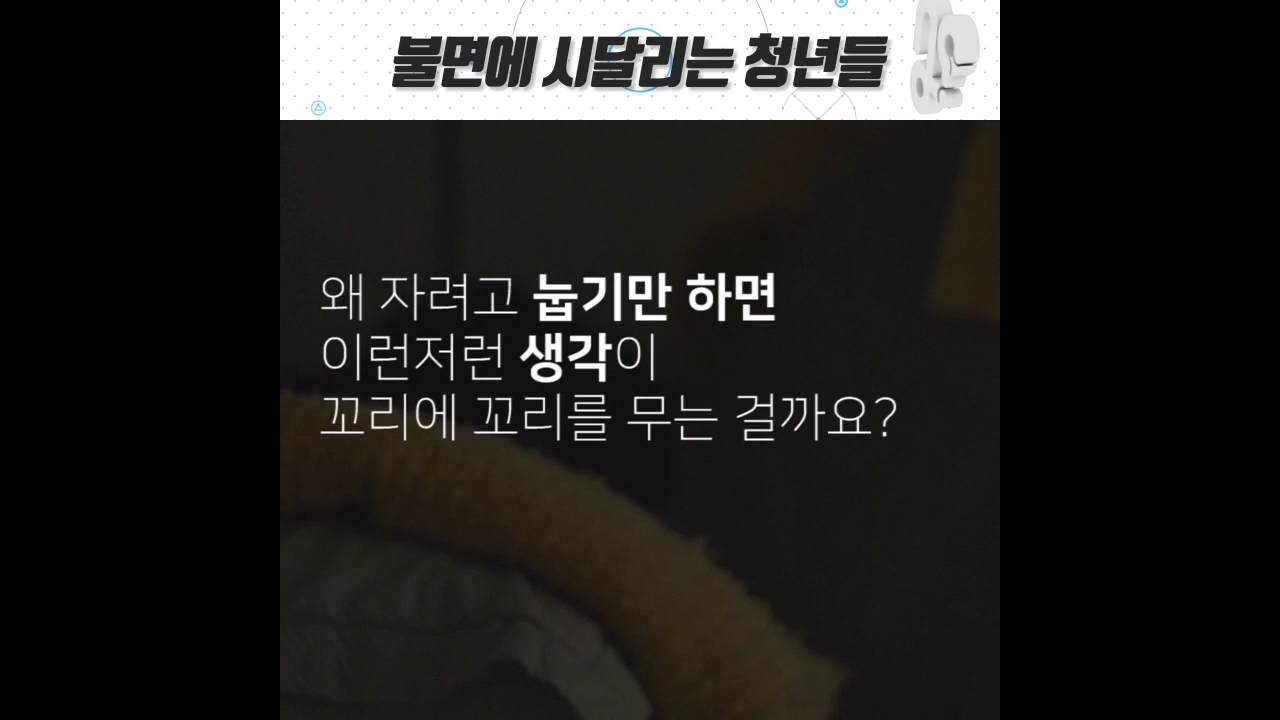 불면에 시달리는 청년들
왜 자려고 눕기만 하면
이런저런 생각이
꼬리에 꼬리를 무는 걸까요?